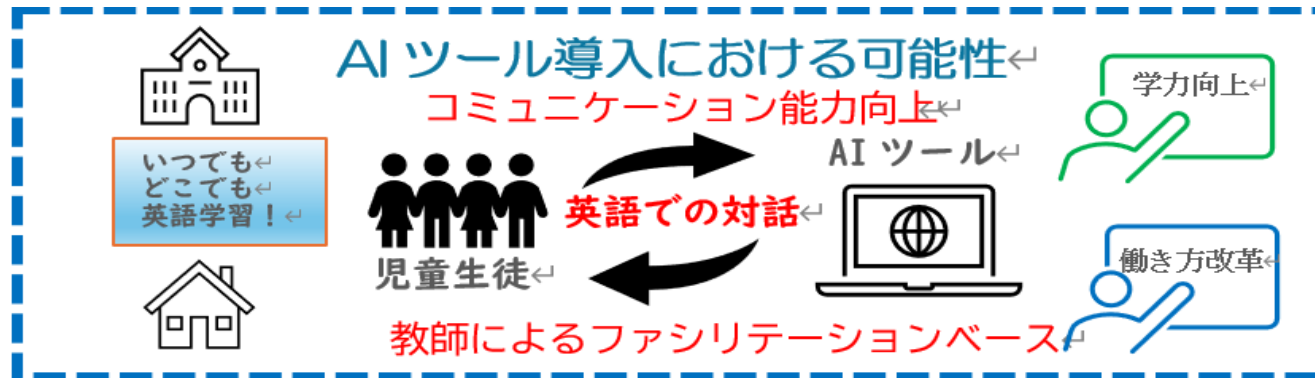 AI ツール導入における可能性↵
コミュニケーション能力向上↵↵
学力向上↵
いつでも↵
どこでも↵
英語学習！↵
AI ツール↵
英語での対話↵
児童生徒↵
働き方改革↵
教師によるファシリテーションベース↵